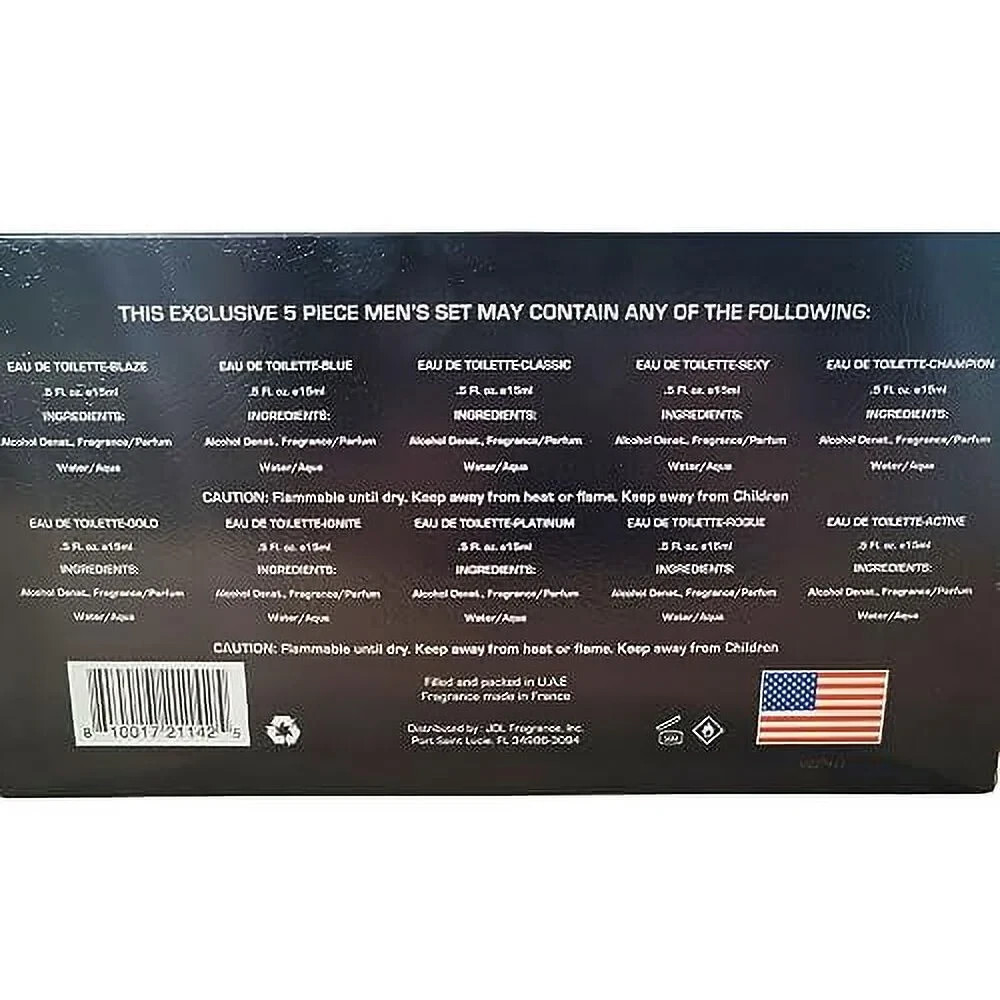 THIS EXCLUSIVE 5 PIECE MEN'S SET MAY CONTAIN ANY OF THE FOLLOWING:
EAU DE TOILETTE-BLAZE EAU DE TOILETTE-BLUE EAU DE TOILETTE-CLASSIC EAU DE TOILETTE-SEXY EAU DE TOILETTE-CHAMPION
.5 FL. oz. e15ml .5 FL. oz. e15ml .5 FL. oz. e15ml .5 FL. oz. e15ml .5 FL. oz. e15ml
INGREDIENTS: INGREDIENTS: INGREDIENTS: INGREDIENTS: INGREDIENTS:
Alcohol Denat., Fragrance/Parfum Alcohol Denat., Fragrance/Parfum Alcohol Denat., Fragrance/Parfum Alcohol Denat., Fragrance/Parfum Alcohol Denat., Fragrance/Parfum
Water/Aqua Water/Aqua Water/Aqua Water/Aqua Water/Aqua
CAUTION: Flammable until dry. Keep away from heat or flame. Keep away from Children
EAU DE TOILETTE-GOLD EAU DE TOILETTE-IGNITE EAU DE TOILETTE-PLATINUM EAU DE TOILETTE-ROGUE EAU DE TOILETTE-ACTIVE
.5 FL. oz. e15ml .5 FL. oz. e15ml .5 FL. oz. e15ml .5 FL. oz. e15ml .5 FL. oz. e15ml
INGREDIENTS: INGREDIENTS: INGREDIENTS: INGREDIENTS: INGREDIENTS:
Alcohol Denat., Fragrance/Parfum Alcohol Denat., Fragrance/Parfum Alcohol Denat., Fragrance/Parfum Alcohol Denat., Fragrance/Parfum Alcohol Denat., Fragrance/Parfum
Water/Aqua Water/Aqua Water/Aqua Water/Aqua Water/Aqua
CAUTION: Flammable until dry. Keep away from heat or flame. Keep away from Children
Filled and packed in U.A.E
Fragrance made in France
Distributed by: Fragrance, Inc.
Port Saint Lucie, FL
8 10017 21142 5